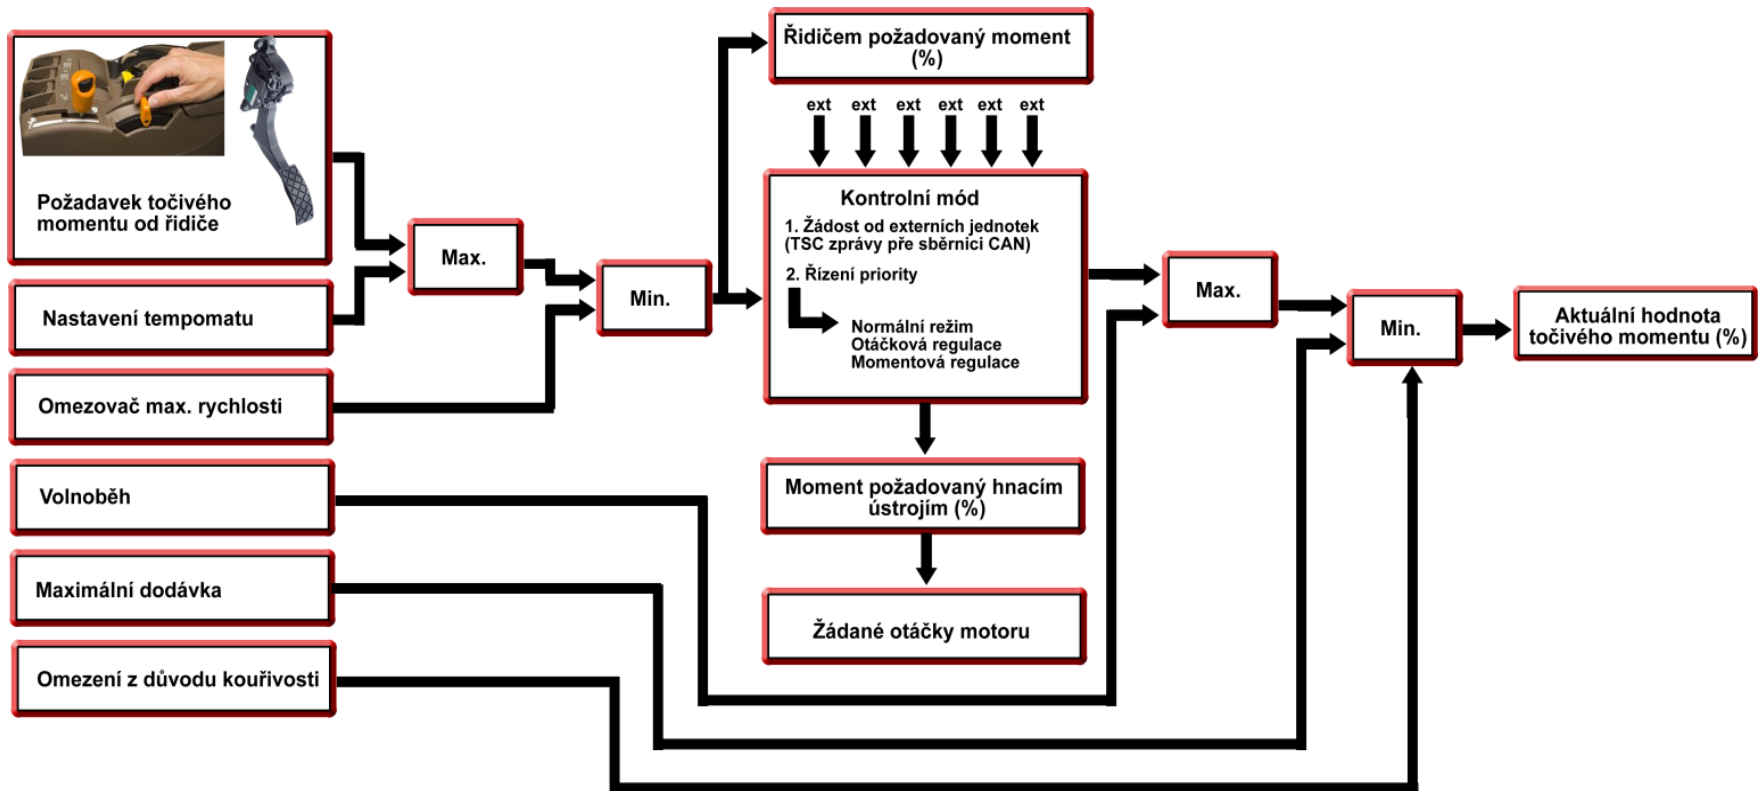 Řidičem požadovaný moment
(%)
ext ext ext ext ext ext
Požadavek točivého
momentu od řidiče
Kontrolní mód
1. Žádost od externích jednotek
(TSC zprávy pře sběrnici CAN)
2. Řízení priority
Normální režim
Otáčková regulace
Momentová regulace
Max.
Min.
Nastavení tempomatu
Omezovač max. rychlosti
Volnoběh
Maximální dodávka
Omezení z důvodu kouřivosti
Moment požadovaný hnacím
ústrojím (%)
Žádané otáčky motoru
Max.
Min.
Aktuální hodnota
točivého momentu (%)